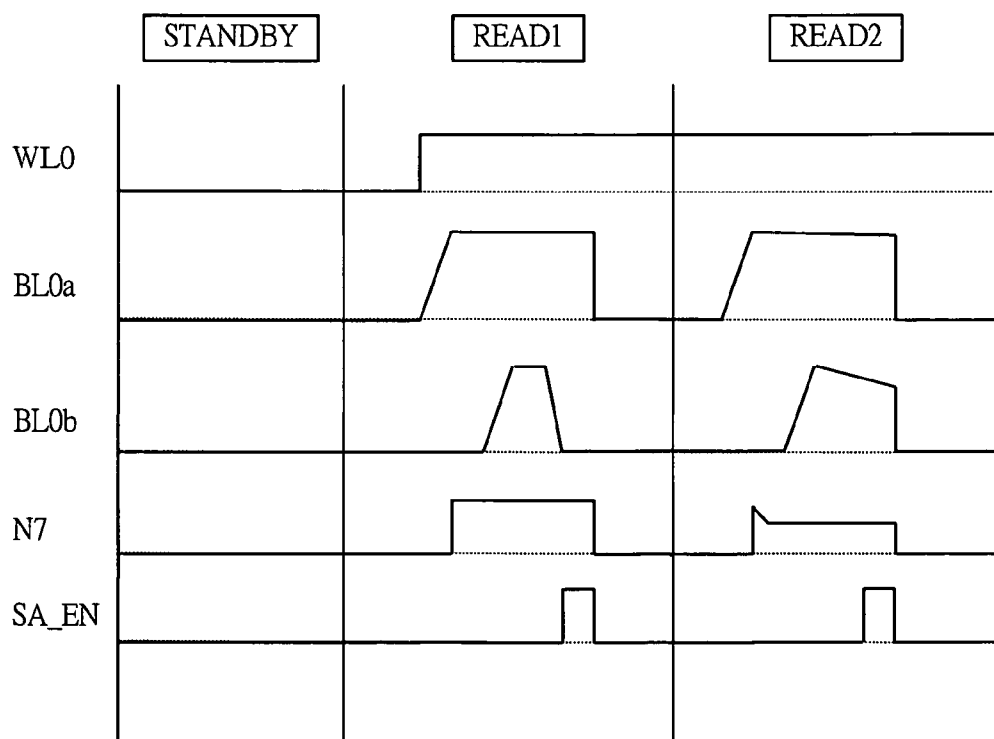 STANDBY READ1 READ2
WL0
BL0a
BL0b
N7
SA_EN